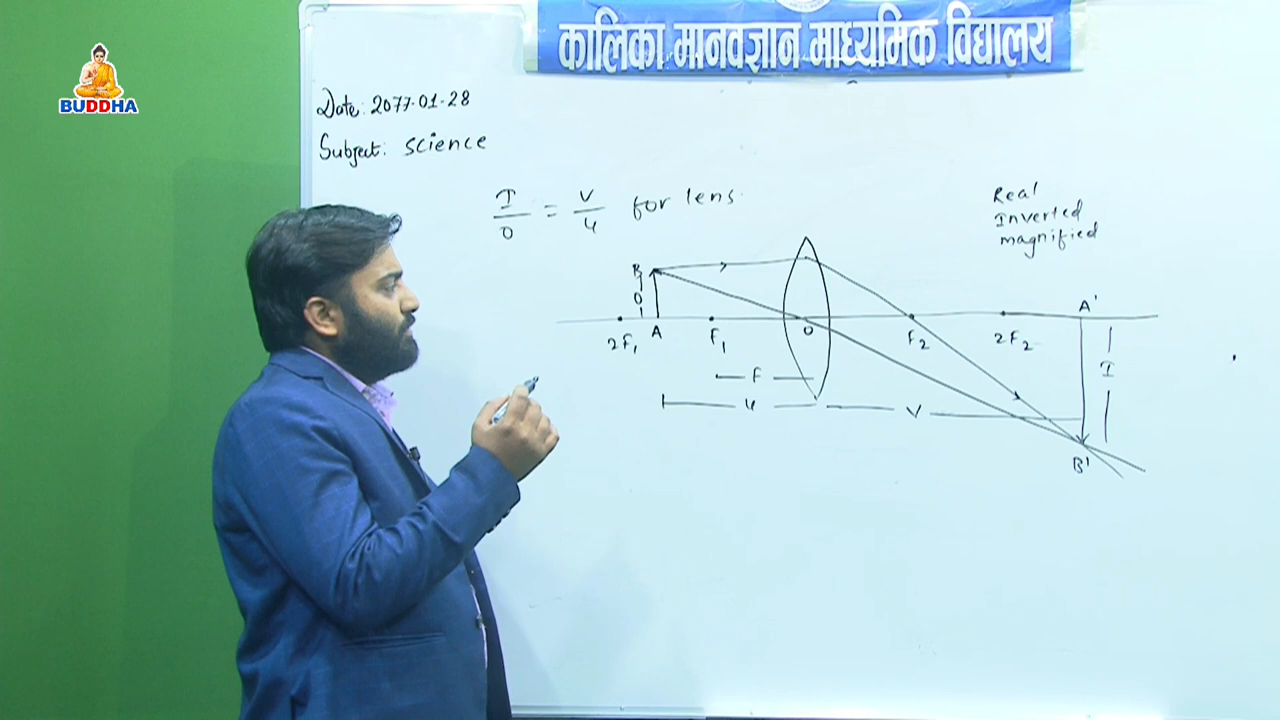 BUDDHA
कालिका मानवज्ञान माध्यमिक विद्यालय
Date: 2077-01-28
Subject: science
I/O = V/u for lens
Real
Inverted
magnified
B
O
A'
2F₁ A F₁ O F₂ 2F₂
I
F
u V
B'